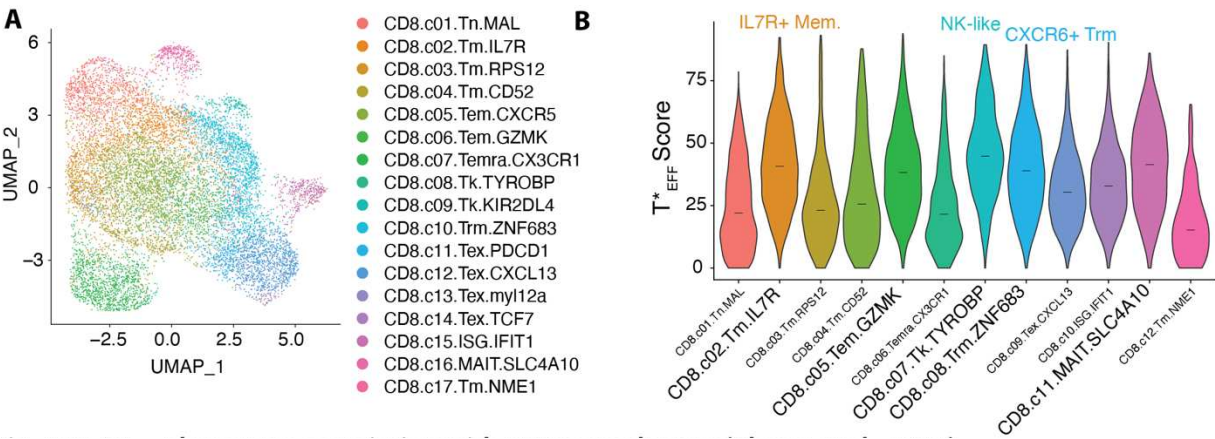 A
UMAP_2
6
3
0
−3
−2.5 0.0 2.5 5.0
UMAP_1
CD8.c01.Tn.MAL
CD8.c02.Tm.IL7R
CD8.c03.Tm.RPS12
CD8.c04.Tm.CD52
CD8.c05.Tem.CXCR5
CD8.c06.Tem.GZMK
CD8.c07.Temra.CX3CR1
CD8.c08.Tk.TYROBP
CD8.c09.Tk.KIR2DL4
CD8.c10.Trm.ZNF683
CD8.c11.Tex.PDCD1
CD8.c12.Tex.CXCL13
CD8.c13.Tex.myl12a
CD8.c14.Tex.TCF7
CD8.c15.ISG.IFIT1
CD8.c16.MAIT.SLC4A10
CD8.c17.Tm.NME1
B
IL7R+ Mem.
NK-like
CXCR6+ Trm
T*EFF Score
75
50
25
0
CD8.c01.Tn.MAL
CD8.c02.Tm.IL7R
CD8.c03.Tm.RPS12
CD8.c04.Tm.CD52
CD8.c05.Tem.GZMK
CD8.c06.Temra.CX3CR1
CD8.c07.Tk.TYROBP
CD8.c08.Trm.ZNF683
CD8.c09.Tex.CXCL13
CD8.c10.ISG.IFIT1
CD8.c11.MAIT.SLC4A10
CD8.c12.Tm.NME1